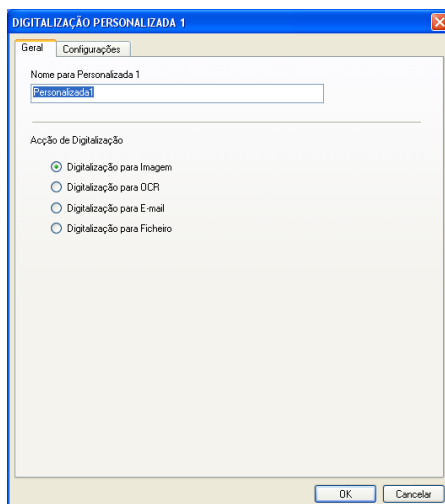 DIGITALIZAÇÃO PERSONALIZADA 1
Geral
Configurações
Nome para Personalizada 1
Personalizada1
Acção de Digitalização
Digitalização para Imagem
Digitalização para OCR
Digitalização para E-mail
Digitalização para Ficheiro
OK
Cancelar